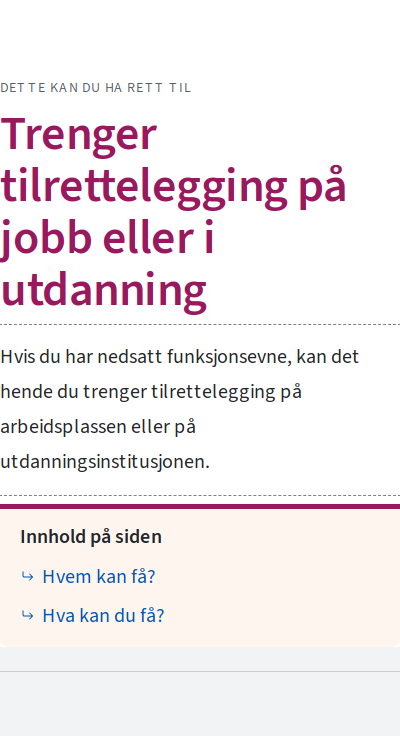 DETTE KAN DU HA RETT TIL
Trenger
tilrettelegging på
jobb eller i
utdanning
Hvis du har nedsatt funksjonsevne, kan det
hende du trenger tilrettelegging på
arbeidsplassen eller på
utdanningsinstitusjonen.
Innhold på siden
Hvem kan få?
Hva kan du få?